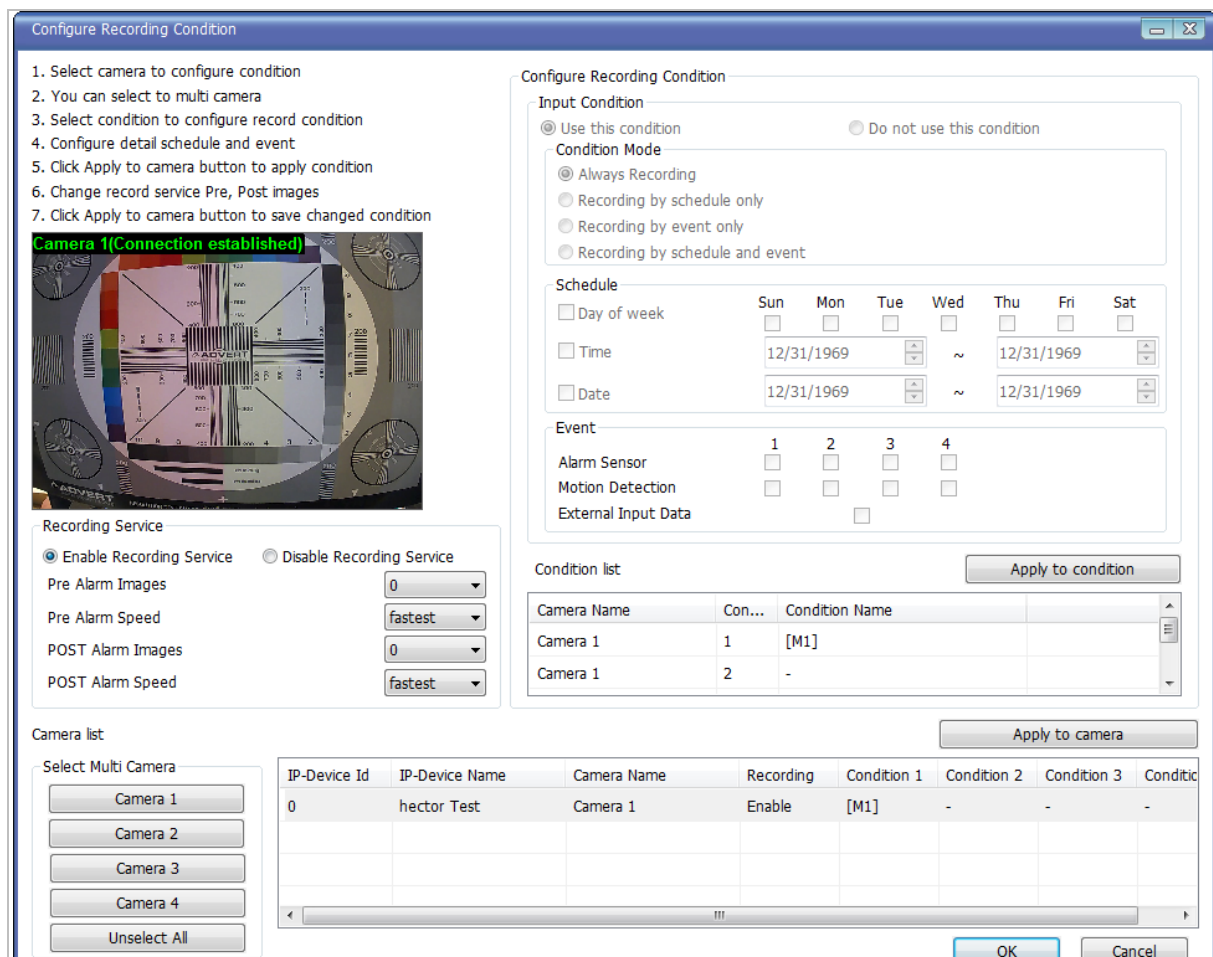 Configure Recording Condition
1. Select camera to configure condition
2. You can select to multi camera
3. Select condition to configure record condition
4. Configure detail schedule and event
5. Click Apply to camera button to apply condition
6. Change record service Pre, Post images
7. Click Apply to camera button to save changed condition
Camera 1(Connection established)
ADVERT
ADVERT
Recording Service
Enable Recording Service Disable Recording Service
Pre Alarm Images 0
Pre Alarm Speed fastest
POST Alarm Images 0
POST Alarm Speed fastest
Configure Recording Condition
Input Condition
Use this condition Do not use this condition
Condition Mode
Always Recording
Recording by schedule only
Recording by event only
Recording by schedule and event
Schedule
Sun Mon Tue Wed Thu Fri Sat
Day of week
Time 12/31/1969 ~ 12/31/1969
Date 12/31/1969 ~ 12/31/1969
Event
1 2 3 4
Alarm Sensor
Motion Detection
External Input Data
Condition list Apply to condition
Camera Name Con... Condition Name
Camera 1 1 [M1]
Camera 1 2 -
Camera list Apply to camera
Select Multi Camera
Camera 1
Camera 2
Camera 3
Camera 4
Unselect All
IP-Device Id IP-Device Name Camera Name Recording Condition 1 Condition 2 Condition 3 Conditic
0 hector Test Camera 1 Enable [M1] - - -
OK Cancel